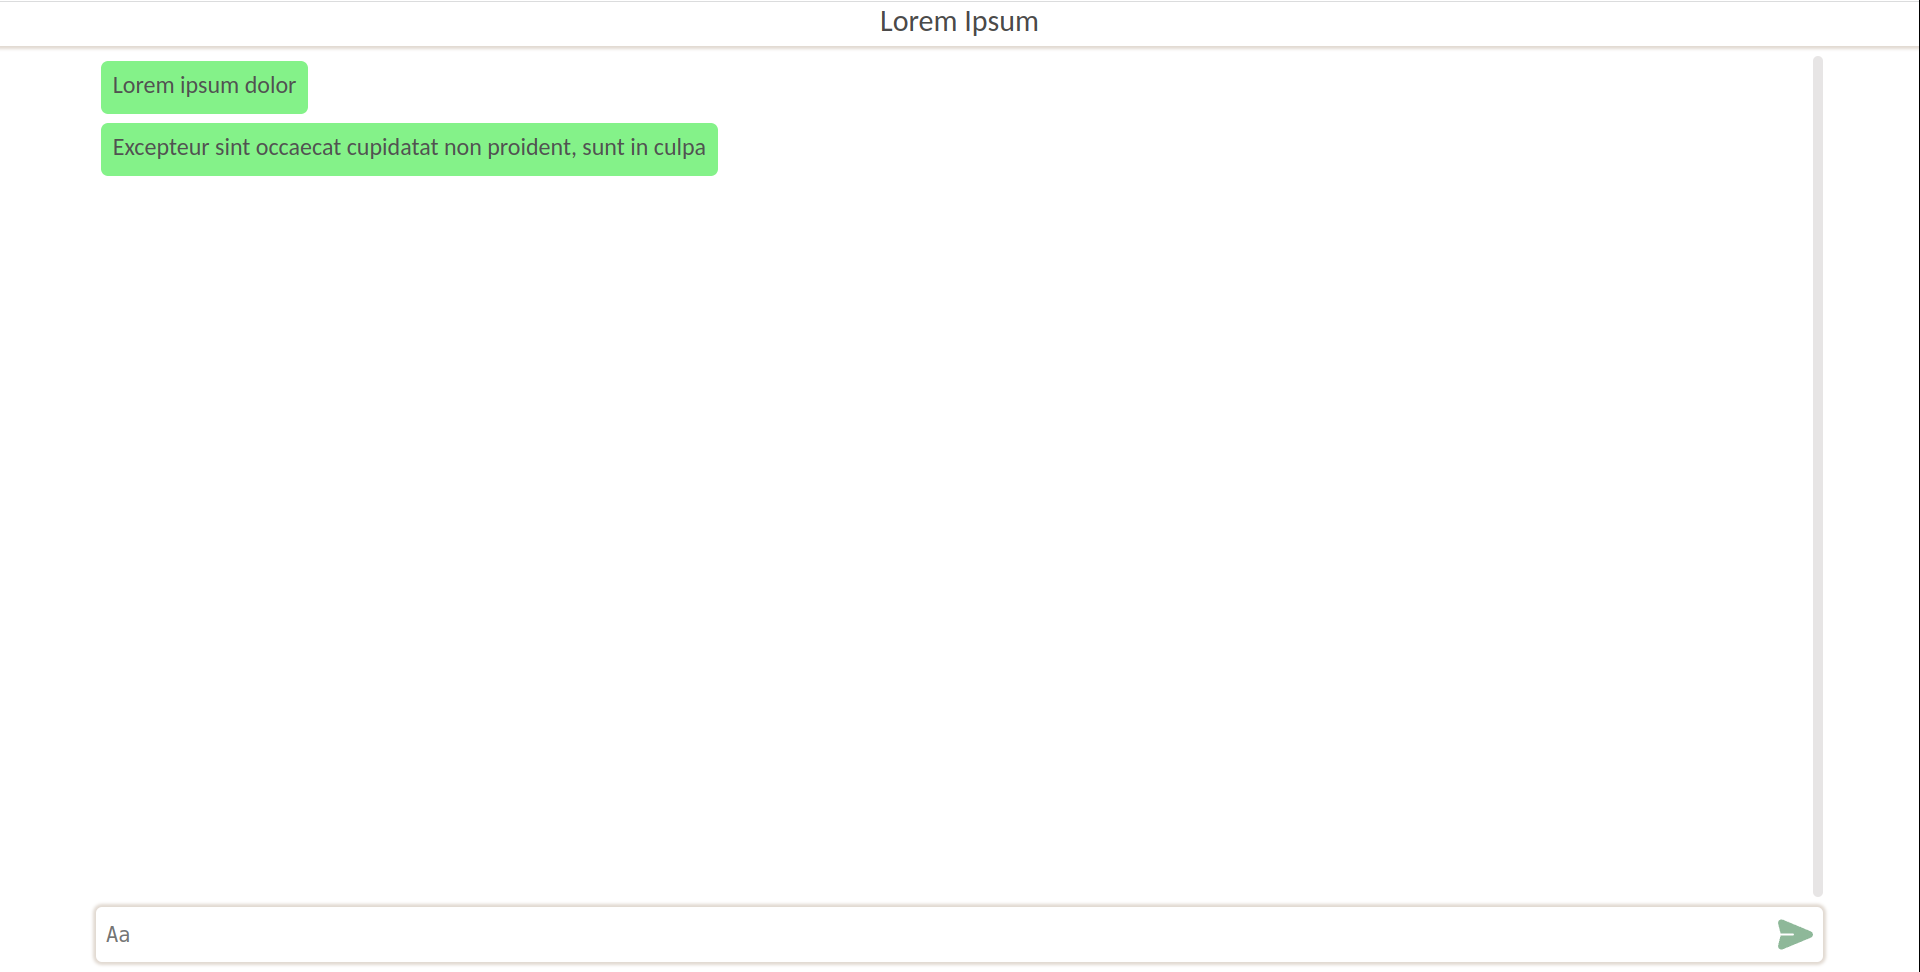 Lorem Ipsum
Lorem ipsum dolor
Excepteur sint occaecat cupidatat non proident, sunt in culpa
Aa